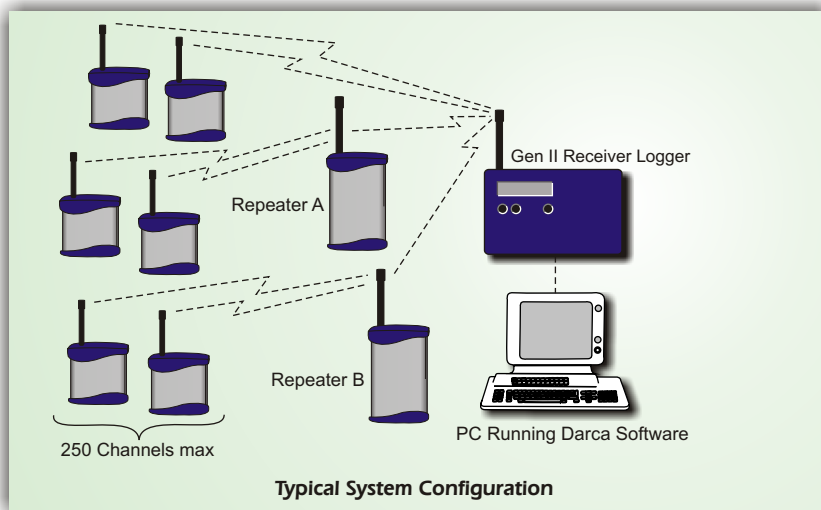 Gen II Receiver Logger
Repeater A
Repeater B
250 Channels max
PC Running Darca Software
Typical System Configuration